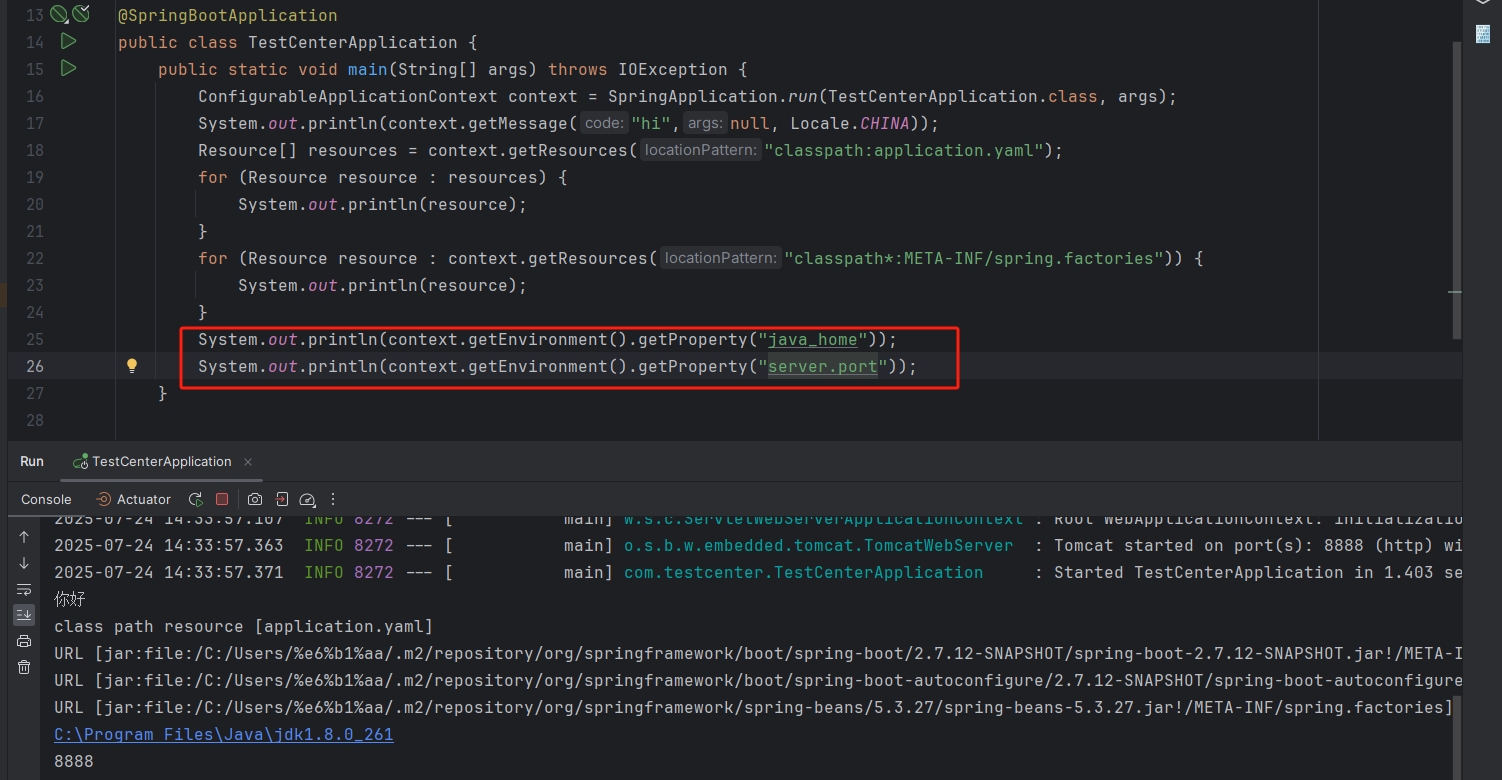 13 @SpringBootApplication
14 public class TestCenterApplication {
15 public static void main(String[] args) throws IOException {
16 ConfigurableApplicationContext context = SpringApplication.run(TestCenterApplication.class, args);
17 System.out.println(context.getMessage( code: "hi", args: null, Locale.CHINA));
18 Resource[] resources = context.getResources( locationPattern: "classpath:application.yaml");
19 for (Resource resource : resources) {
20 System.out.println(resource);
21 }
22 for (Resource resource : context.getResources( locationPattern: "classpath*:META-INF/spring.factories")) {
23 System.out.println(resource);
24 }
25 System.out.println(context.getEnvironment().getProperty("java_home"));
26 System.out.println(context.getEnvironment().getProperty("server.port"));
27 }
28
Run TestCenterApplication ×
Console Actuator
2025-07-24 14:33:57.107 INFO 8272 --- [ main] w.s.c.ServletWebServerApplicationContext : Root WebApplicationContext: initializatio
2025-07-24 14:33:57.363 INFO 8272 --- [ main] o.s.b.w.embedded.tomcat.TomcatWebServer : Tomcat started on port(s): 8888 (http) wi
2025-07-24 14:33:57.371 INFO 8272 --- [ main] com.testcenter.TestCenterApplication : Started TestCenterApplication in 1.403 se
你好
class path resource [application.yaml]
URL [jar:file:/C:/Users/%e6%b1%aa/.m2/repository/org/springframework/boot/spring-boot/2.7.12-SNAPSHOT/spring-boot-2.7.12-SNAPSHOT.jar!/META-I
URL [jar:file:/C:/Users/%e6%b1%aa/.m2/repository/org/springframework/boot/spring-boot-autoconfigure/2.7.12-SNAPSHOT/spring-boot-autoconfigure
URL [jar:file:/C:/Users/%e6%b1%aa/.m2/repository/org/springframework/spring-beans/5.3.27/spring-beans-5.3.27.jar!/META-INF/spring.factories]
C:\Program Files\Java\jdk1.8.0_261
8888